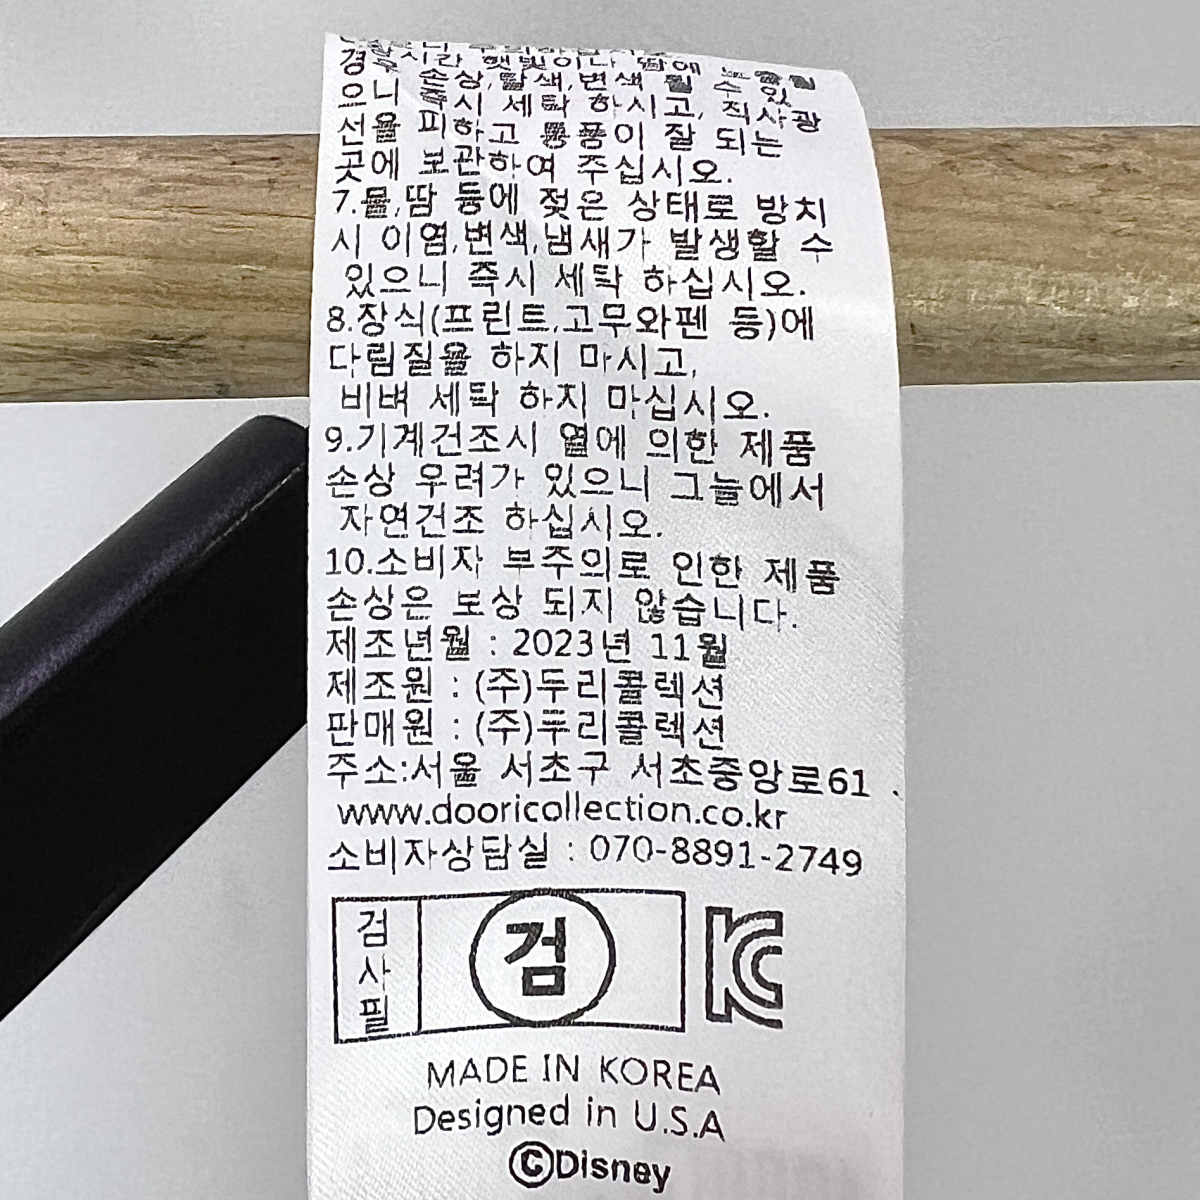 손상,탈색,변색 될 수 있
으니 즉시 세탁 하시고, 직사광
선을 피하고 통풍이 잘 되는
곳에 보관하여 주십시오.
7.물,땀 등에 젖은 상태로 방치
시 이염,변색,냄새가 발생할 수
있으니 즉시 세탁 하십시오.
8.장식(프린트,고무와펜 등)에
다림질을 하지 마시고,
비벼 세탁 하지 마십시오.
9.기계건조시 열에 의한 제품
손상 우려가 있으니 그늘에서
자연건조 하십시오.
10.소비자 부주의로 인한 제품
손상은 보상 되지 않습니다.
제조년월 : 2023년 11월
제조원 : (주)두리콜렉션
판매원 : (주)두리콜렉션
주소:서울 서초구 서초중앙로61 .
www.dooricollection.co.kr
소비자상담실 : 070-8891-2749
검사필
검
KC
MADE IN KOREA
Designed in U.S.A
©Disney